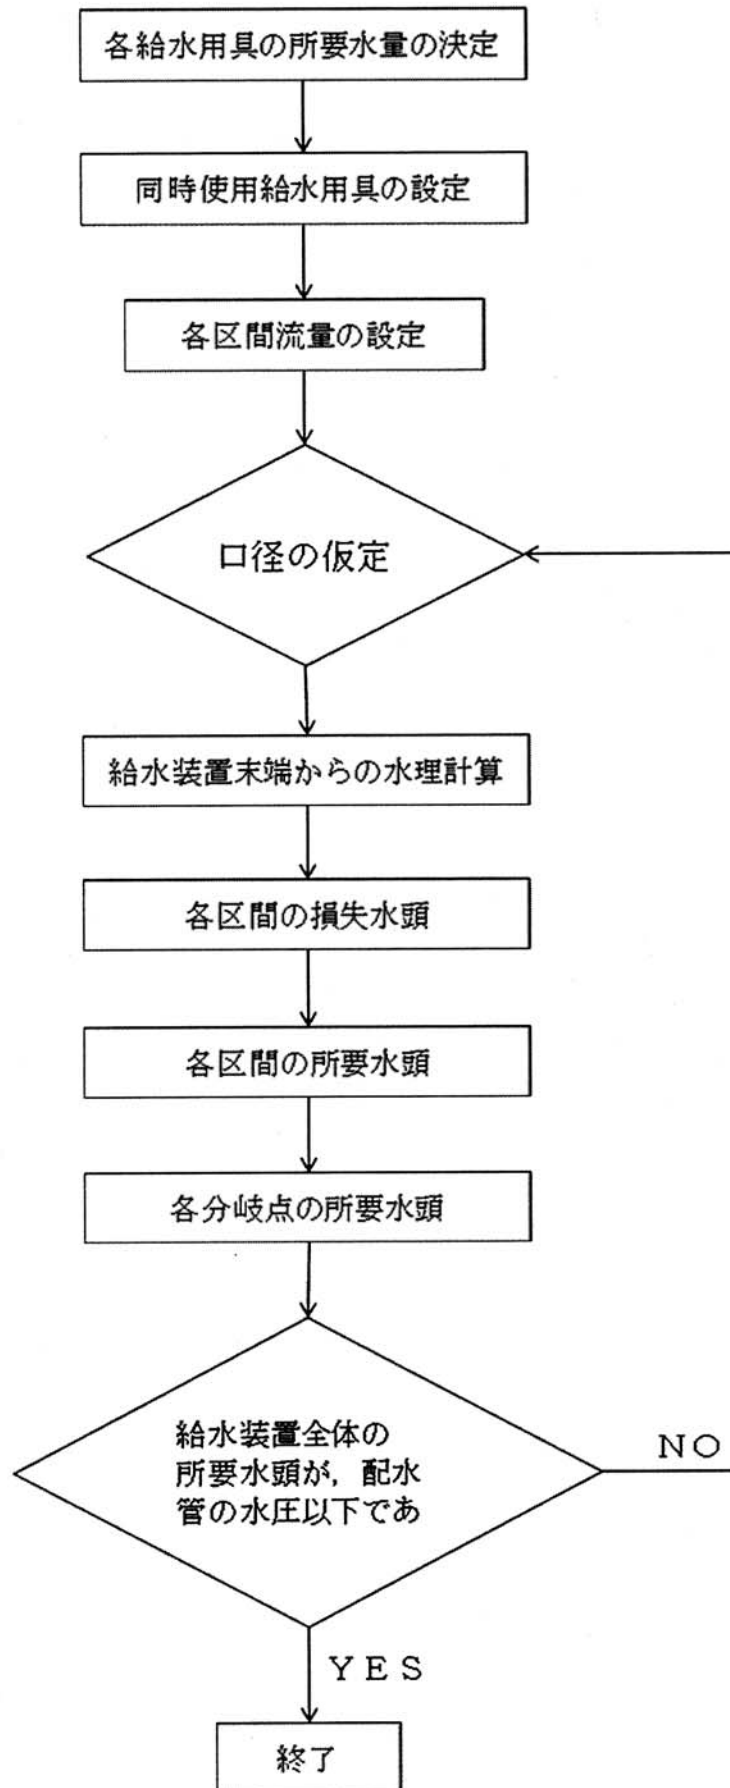 各給水用具の所要水量の決定
同時使用給水用具の設定
各区間流量の設定
口径の仮定
給水装置末端からの水理計算
各区間の損失水頭
各区間の所要水頭
各分岐点の所要水頭
給水装置全体の
所要水頭が，配水
管の水圧以下であ
NO
YES
終了